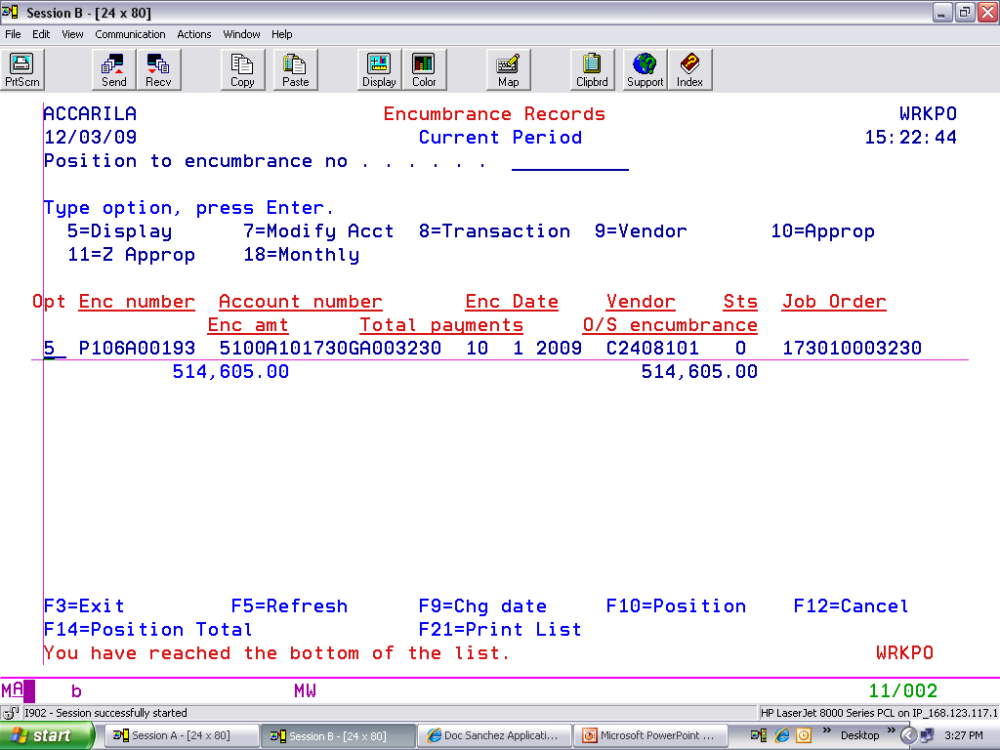 Session B - [24 x 80]
File Edit View Communication Actions Window Help
PrtScrn Send Recv Copy Paste Display Color Map Clipbrd Support Index
ACCARILA Encumbrance Records WRKPO
12/03/09 Current Period 15:22:44
Position to encumbrance no . . . . . . __________
Type option, press Enter.
5=Display 7=Modify Acct 8=Transaction 9=Vendor 10=Approp
11=Z Approp 18=Monthly
Opt Enc number Account number Enc Date Vendor Sts Job Order
Enc amt Total payments O/S encumbrance
5_ P106A00193 5100A101730GA003230 10 1 2009 C2408101 O 173010003230
514,605.00 514,605.00
F3=Exit F5=Refresh F9=Chg date F10=Position F12=Cancel
F14=Position Total F21=Print List
You have reached the bottom of the list. WRKPO
MA b MW 11/002
I902 - Session successfully started HP LaserJet 8000 Series PCL on IP_168.123.117.1
start Session A - [24 x 80] Session B - [24 x 80] Doc Sanchez Applicati... Microsoft PowerPoint ... » Desktop » 3:27 PM